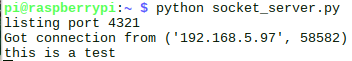 pi@raspberrypi:~ $ python socket_server.py
listing port 4321
Got connection from ('192.168.5.97', 58582)
this is a test